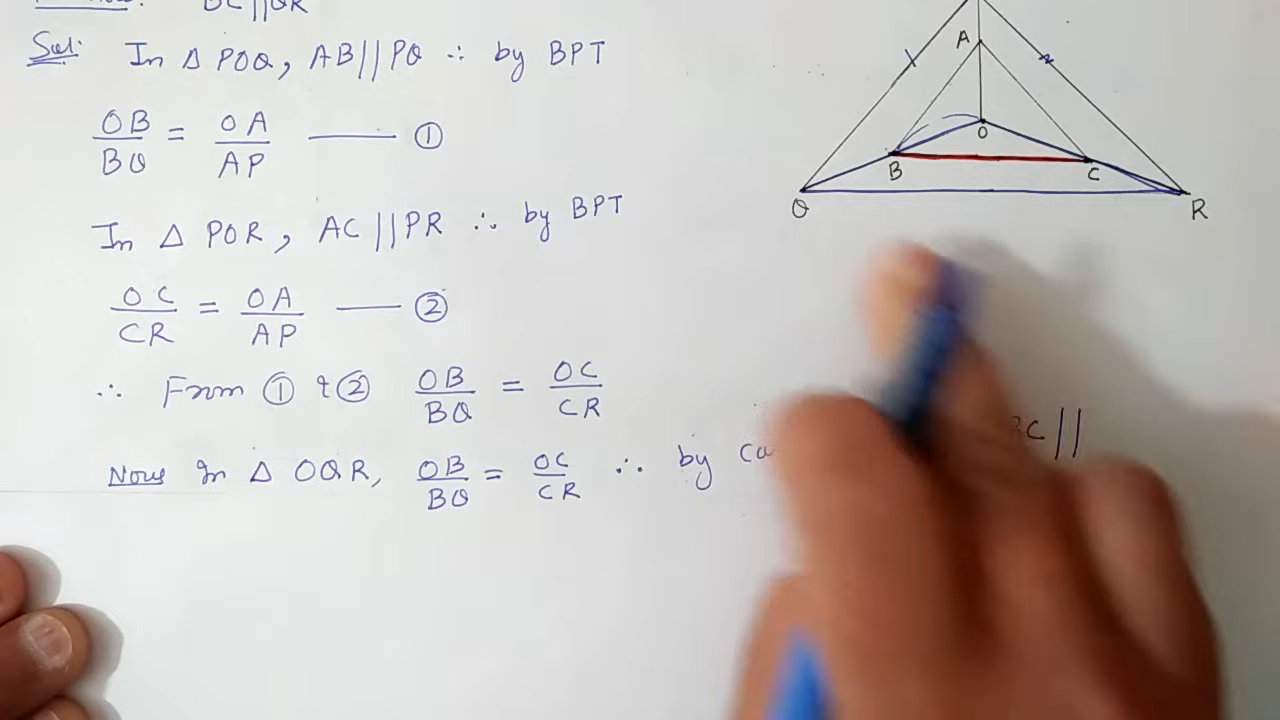 BC||QR
Sol: In △ POQ, AB||PQ ∴ by BPT
OB/BQ = OA/AP —— ①
In △ POR, AC||PR ∴ by BPT
OC/CR = OA/AP —— ②
∴ From ① & ② OB/BQ = OC/CR
Now In △ OQR, OB/BQ = OC/CR ∴ by BC||
A
O
B
C
Q
R